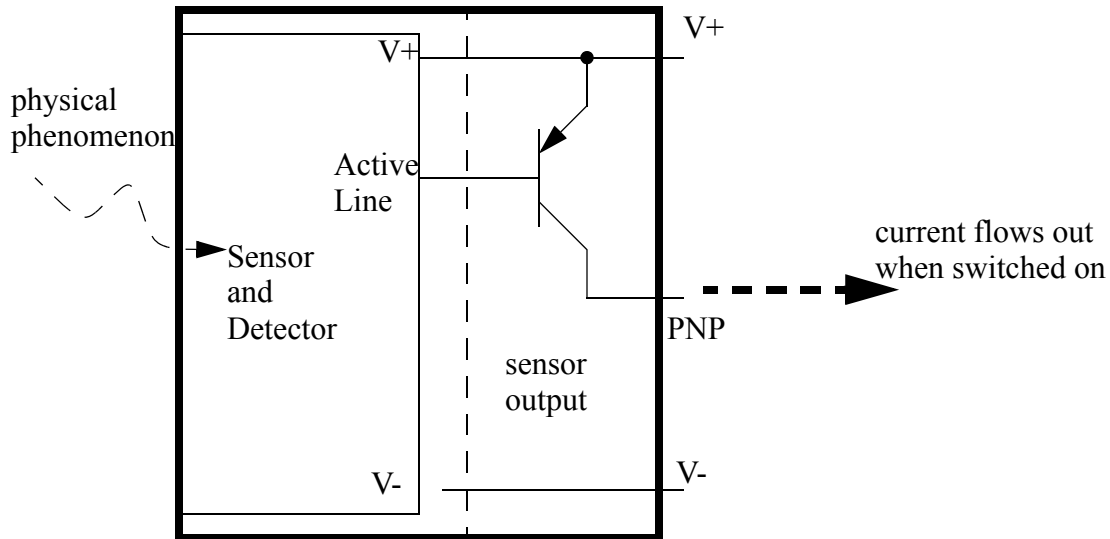 V+
V+
physical
phenomenon
Active
Line
Sensor
and
Detector
current flows out
when switched on
PNP
sensor
output
V-
V-